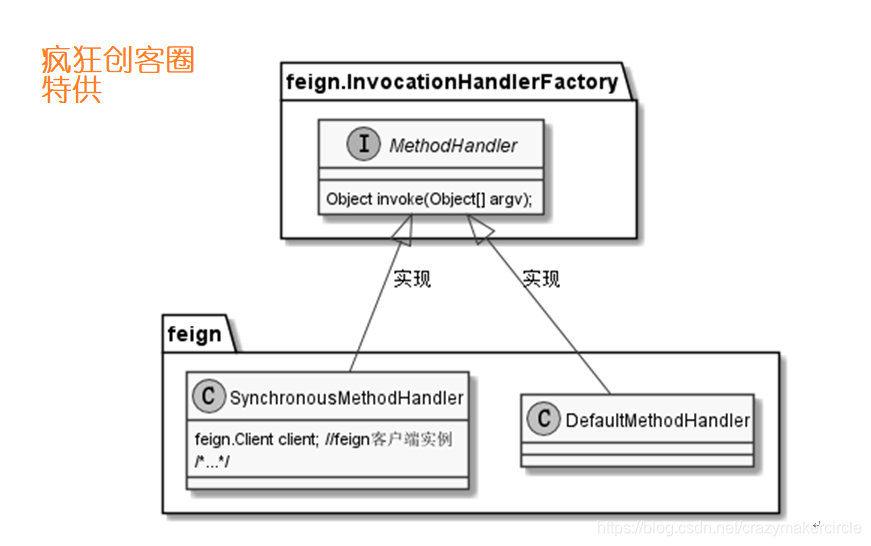 疯狂创客圈
特供
feign.InvocationHandlerFactory
I MethodHandler
Object invoke(Object[] argv);
实现
实现
feign
C SynchronousMethodHandler
feign.Client client; //feign客户端实例
/*...*/
C DefaultMethodHandler
https://blog.csdn.net/crazymakercircle